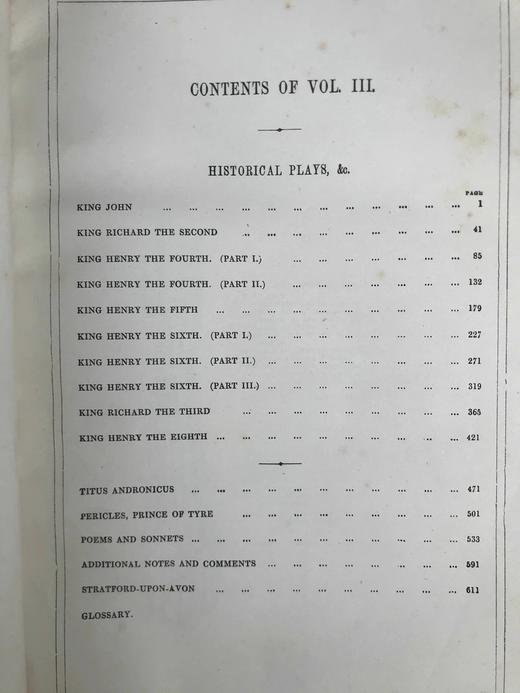 CONTENTS OF VOL. III.
HISTORICAL PLAYS, &c.
PAGE
KING JOHN ... ... ... ... ... ... ... ... ... ... ... ... 1
KING RICHARD THE SECOND ... ... ... ... ... ... ... ... ... 41
KING HENRY THE FOURTH. (PART I.) ... ... ... ... ... ... ... 85
KING HENRY THE FOURTH. (PART II.) ... ... ... ... ... ... ... 132
KING HENRY THE FIFTH ... ... ... ... ... ... ... ... ... ... 179
KING HENRY THE SIXTH. (PART I.) ... ... ... ... ... ... ... ... 227
KING HENRY THE SIXTH. (PART II.) ... ... ... ... ... ... ... ... 271
KING HENRY THE SIXTH. (PART III.) ... ... ... ... ... ... ... ... 319
KING RICHARD THE THIRD ... ... ... ... ... ... ... ... ... 365
KING HENRY THE EIGHTH ... ... ... ... ... ... ... ... ... ... 421
TITUS ANDRONICUS ... ... ... ... ... ... ... ... ... ... ... 471
PERICLES, PRINCE OF TYRE ... ... ... ... ... ... ... ... ... 501
POEMS AND SONNETS ... ... ... ... ... ... ... ... ... ... ... 533
ADDITIONAL NOTES AND COMMENTS ... ... ... ... ... ... ... ... 591
STRATFORD-UPON-AVON ... ... ... ... ... ... ... ... ... ... 611
GLOSSARY.